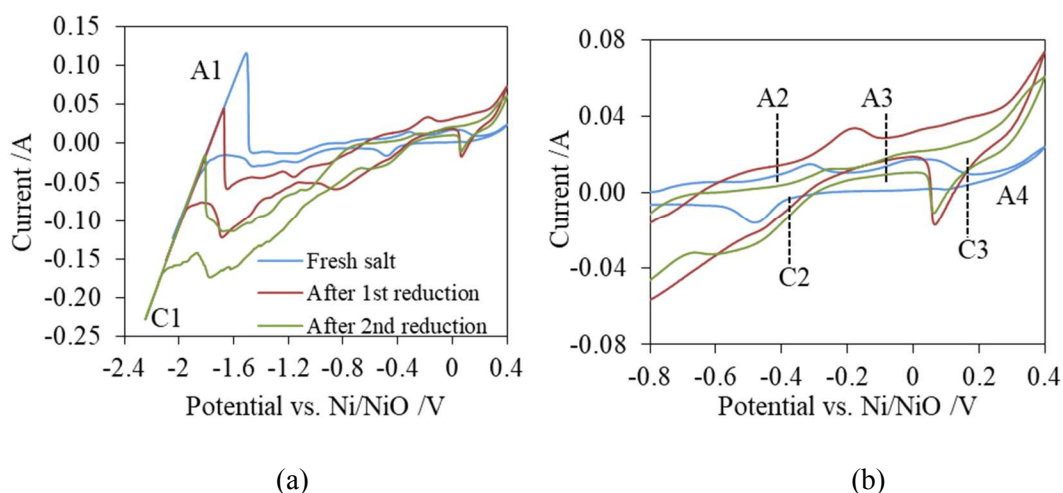 0.15
0.10
0.05
0.00
-0.05
-0.10
-0.15
-0.20
-0.25
Current /A
A1
C1
Fresh salt
After 1st reduction
After 2nd reduction
-2.4 -2 -1.6 -1.2 -0.8 -0.4 0 0.4
Potential vs. Ni/NiO /V
(a)
0.08
0.04
0.00
-0.04
-0.08
Current /A
A2 A3
A4
C2 C3
-0.8 -0.6 -0.4 -0.2 0 0.2 0.4
Potential vs. Ni/NiO /V
(b)